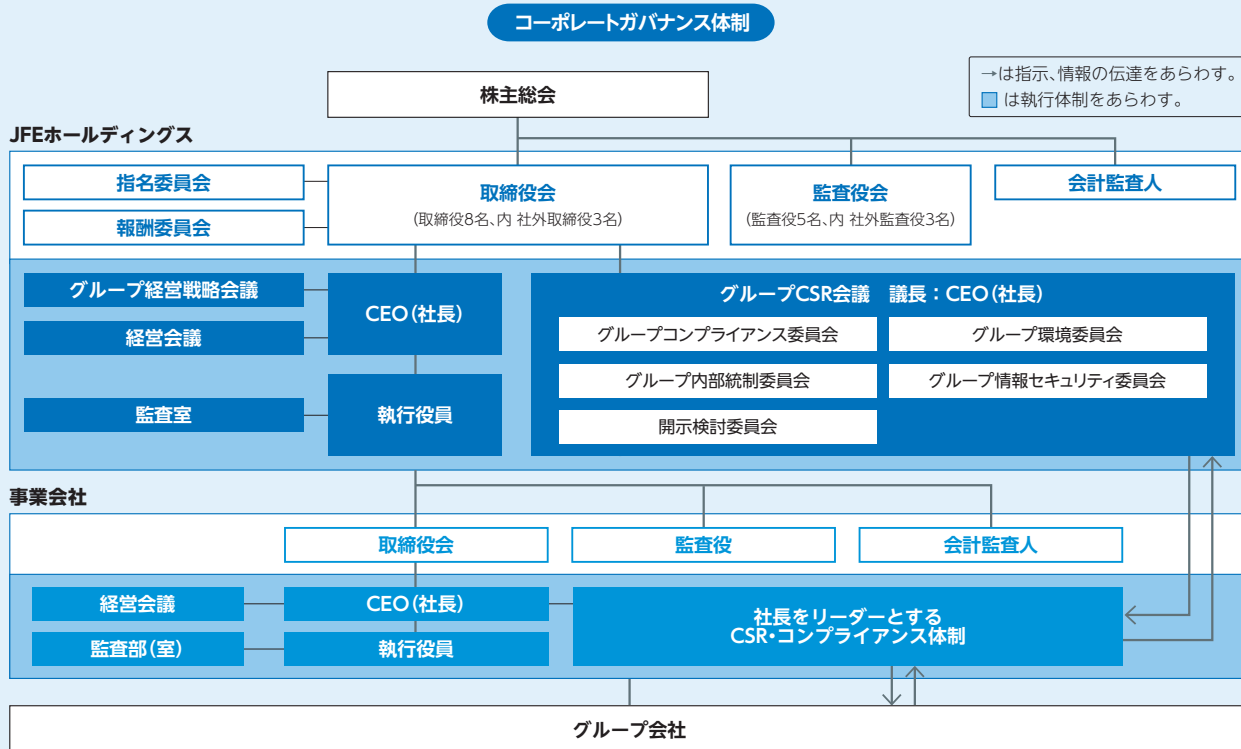 コーポレートガバナンス体制
→は指示、情報の伝達をあらわす。
は執行体制をあらわす。
株主総会
JFEホールディングス
指名委員会
報酬委員会
取締役会
(取締役8名、内 社外取締役3名)
監査役会
(監査役5名、内 社外監査役3名)
会計監査人
グループ経営戦略会議
経営会議
監査室
CEO(社長)
執行役員
グループCSR会議　議長：CEO(社長)
グループコンプライアンス委員会
グループ環境委員会
グループ内部統制委員会
グループ情報セキュリティ委員会
開示検討委員会
事業会社
取締役会
監査役
会計監査人
経営会議
CEO(社長)
監査部(室)
執行役員
社長をリーダーとする
CSR・コンプライアンス体制
グループ会社